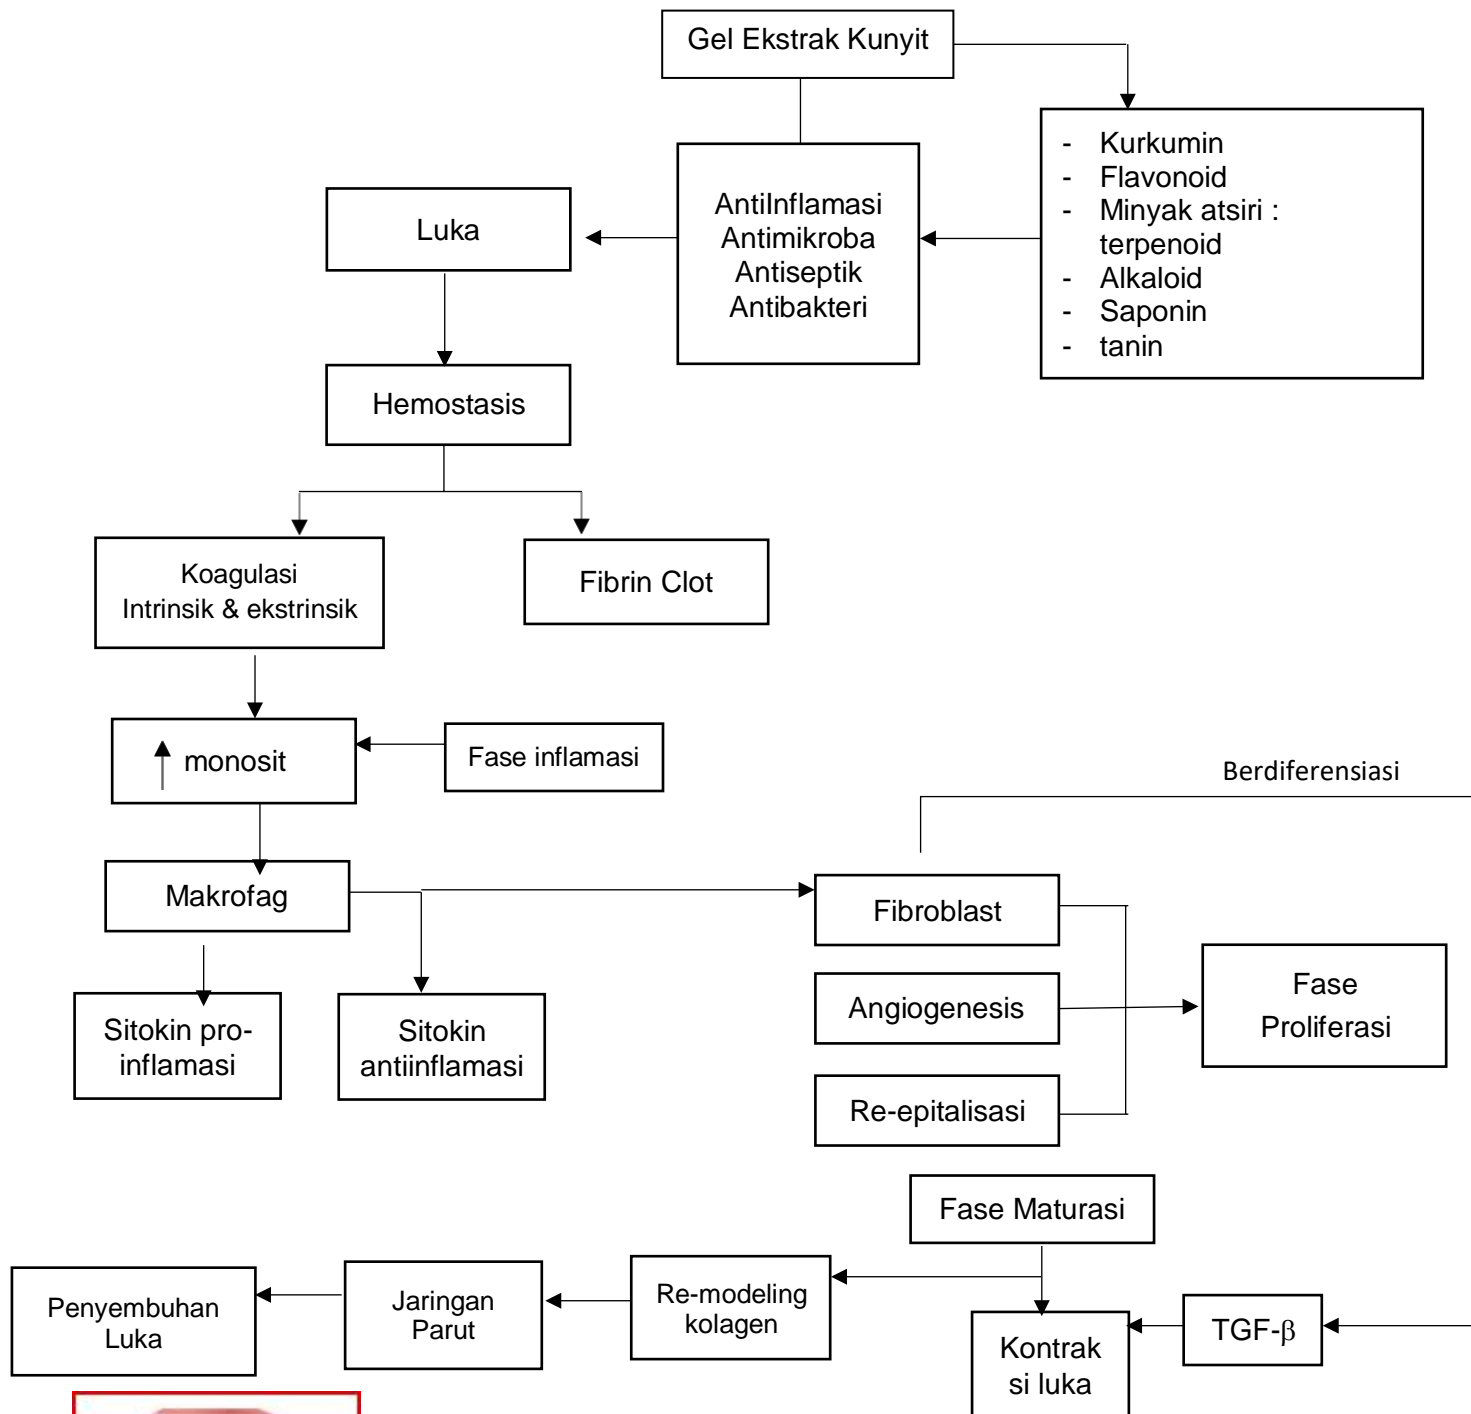 Gel Ekstrak Kunyit
- Kurkumin
- Flavonoid
- Minyak atsiri :
terpenoid
- Alkaloid
- Saponin
- tanin
AntiInflamasi
Antimikroba
Antiseptik
Antibakteri
Luka
Hemostasis
Koagulasi
Intrinsik & ekstrinsik
Fibrin Clot
monosit
Fase inflamasi
Berdiferensiasi
Makrofag
Fibroblast
Sitokin pro-
inflamasi
Sitokin
antiinflamasi
Angiogenesis
Fase
Proliferasi
Re-epitalisasi
Fase Maturasi
Penyembuhan
Luka
Jaringan
Parut
Re-modeling
kolagen
Kontrak
si luka
TGF-β